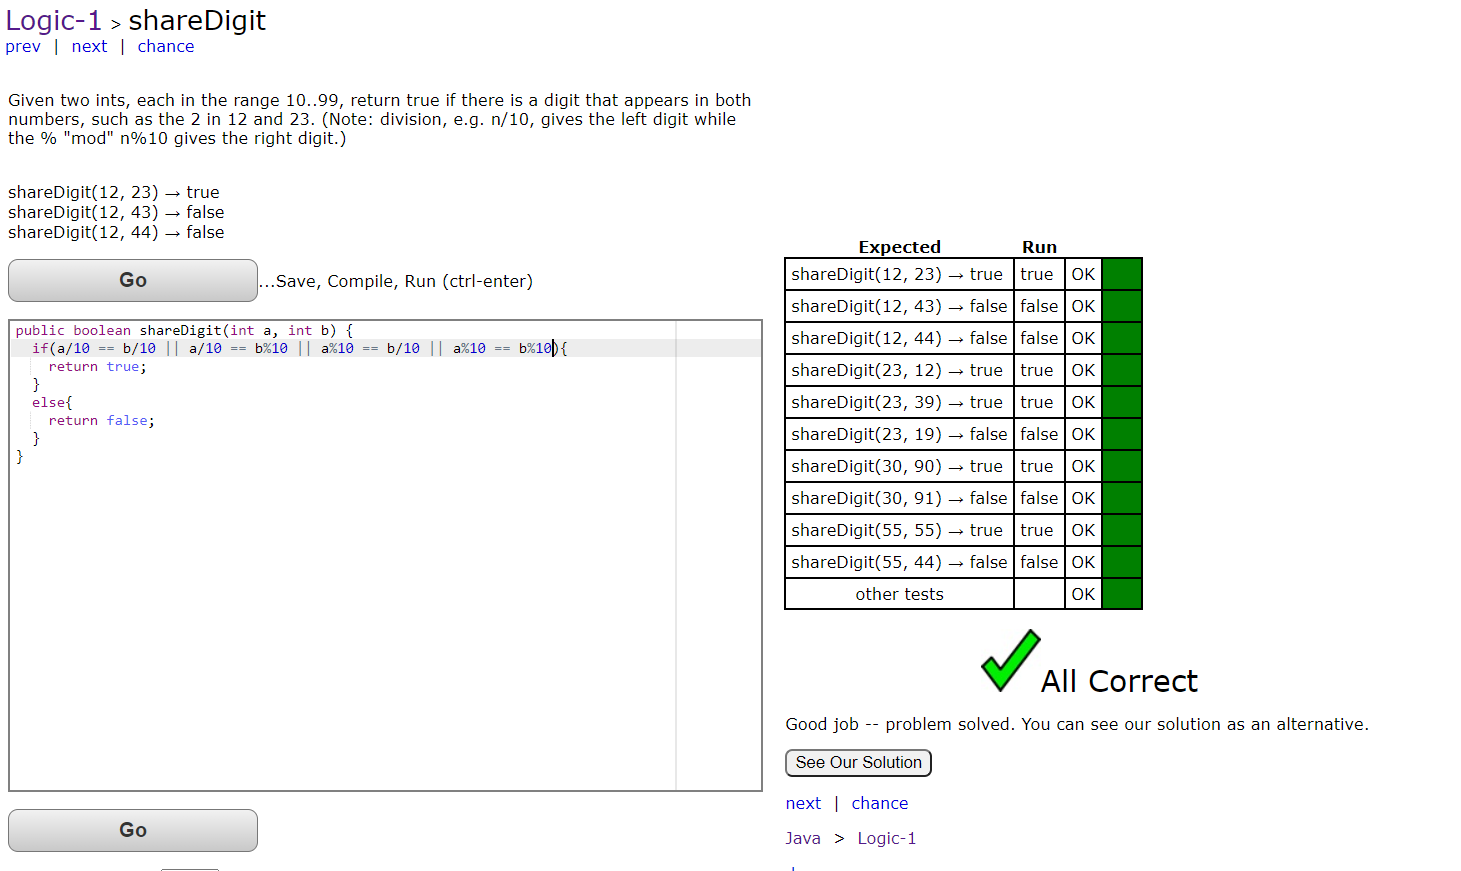 Logic-1 > shareDigit
prev | next | chance
Given two ints, each in the range 10..99, return true if there is a digit that appears in both
numbers, such as the 2 in 12 and 23. (Note: division, e.g. n/10, gives the left digit while
the % "mod" n%10 gives the right digit.)
shareDigit(12, 23) → true
shareDigit(12, 43) → false
shareDigit(12, 44) → false
Go ...Save, Compile, Run (ctrl-enter)
public boolean shareDigit(int a, int b) {
  if(a/10 == b/10 || a/10 == b%10 || a%10 == b/10 || a%10 == b%10){
    return true;
  }
  else{
    return false;
  }
}
Go
Expected Run
shareDigit(12, 23) → true true OK
shareDigit(12, 43) → false false OK
shareDigit(12, 44) → false false OK
shareDigit(23, 12) → true true OK
shareDigit(23, 39) → true true OK
shareDigit(23, 19) → false false OK
shareDigit(30, 90) → true true OK
shareDigit(30, 91) → false false OK
shareDigit(55, 55) → true true OK
shareDigit(55, 44) → false false OK
other tests OK
All Correct
Good job -- problem solved. You can see our solution as an alternative.
See Our Solution
next | chance
Java > Logic-1